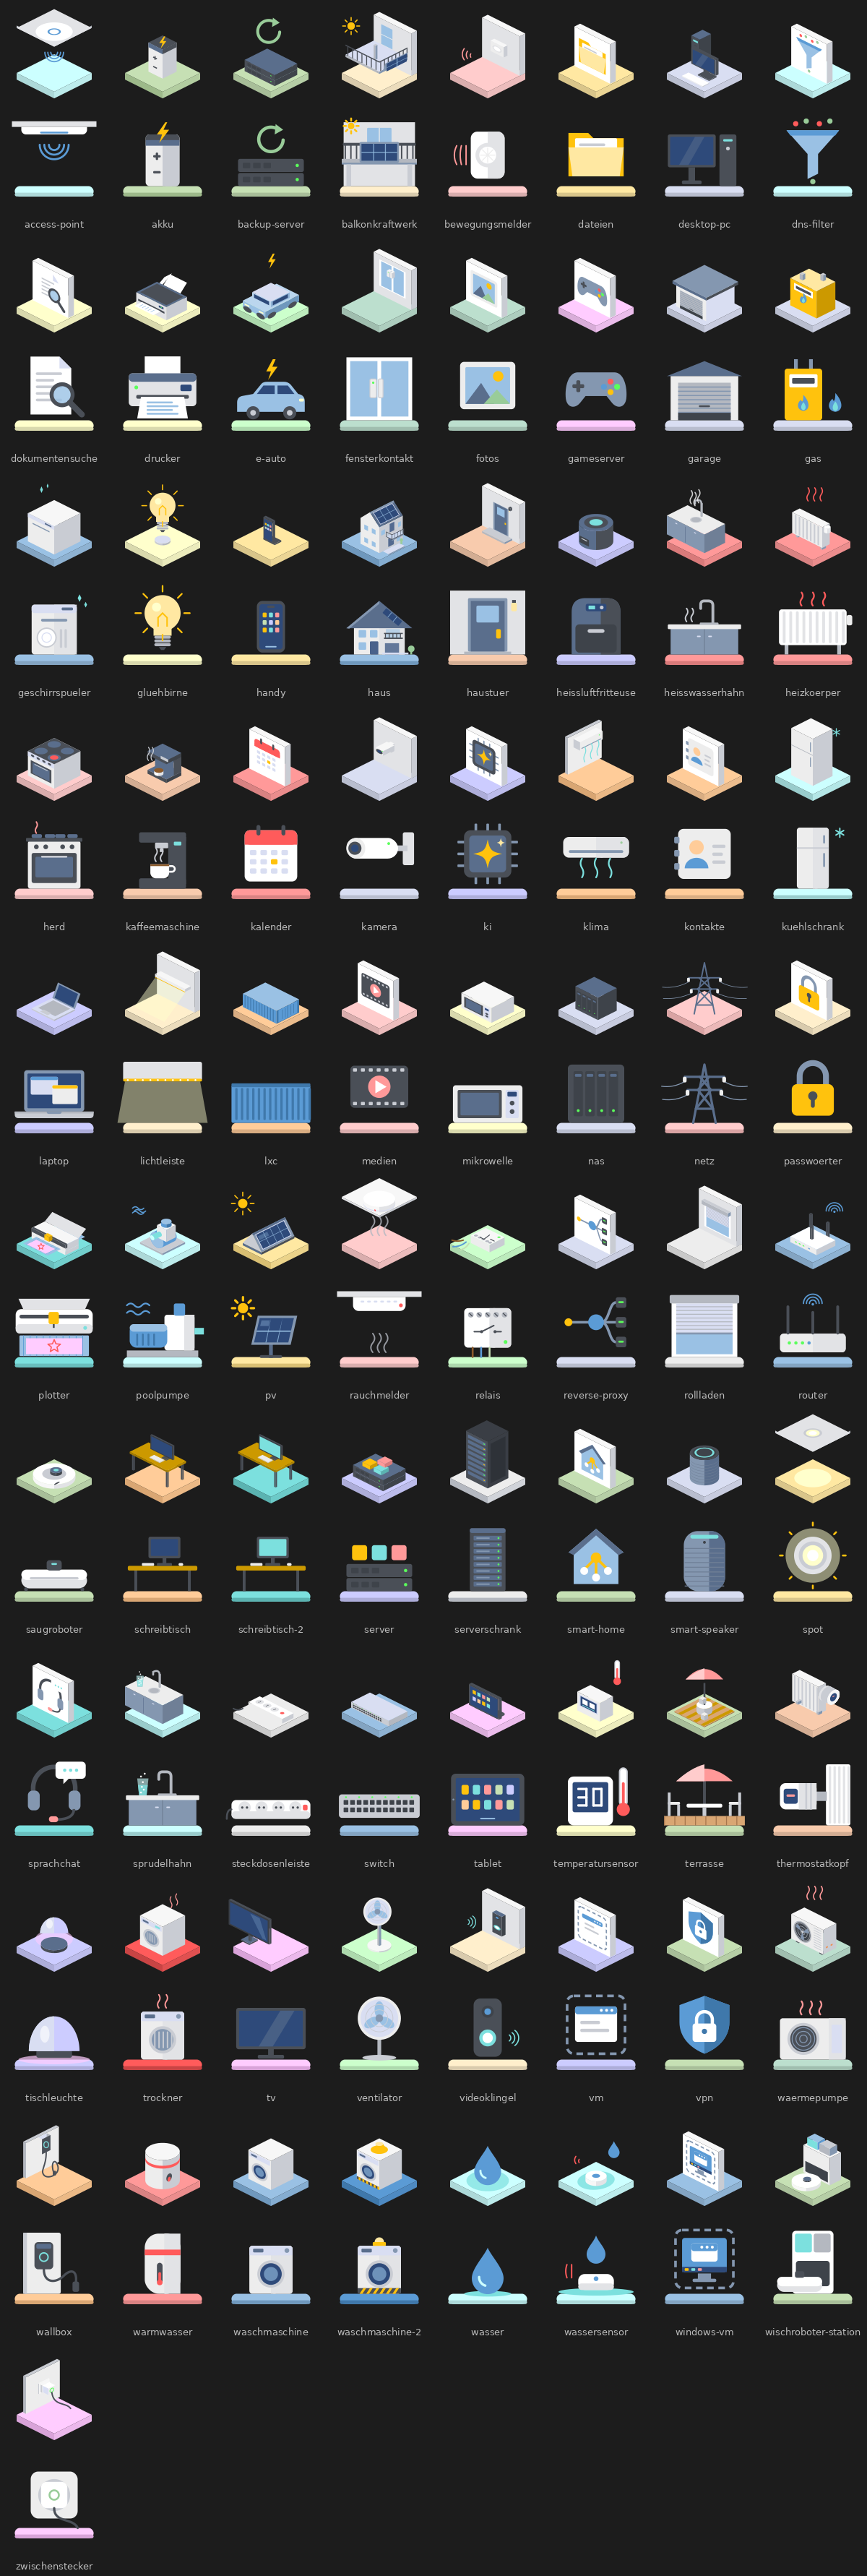 access-point akku backup-server balkonkraftwerk bewegungsmelder dateien desktop-pc dns-filter
dokumentensuche drucker e-auto fensterkontakt fotos gameserver garage gas
geschirrspueler gluehbirne handy haus haustuer heissluftfritteuse heisswasserhahn heizkoerper
herd kaffeemaschine kalender kamera ki klima kontakte kuehlschrank
laptop lichtleiste lxc medien mikrowelle nas netz passwoerter
plotter poolpumpe pv rauchmelder relais reverse-proxy rollladen router
saugroboter schreibtisch schreibtisch-2 server serverschrank smart-home smart-speaker spot
30
sprachchat sprudelhahn steckdosenleiste switch tablet temperatursensor terrasse thermostatkopf
tischleuchte trockner tv ventilator videoklingel vm vpn waermepumpe
wallbox warmwasser waschmaschine waschmaschine-2 wasser wassersensor windows-vm wischroboter-station
zwischenstecker